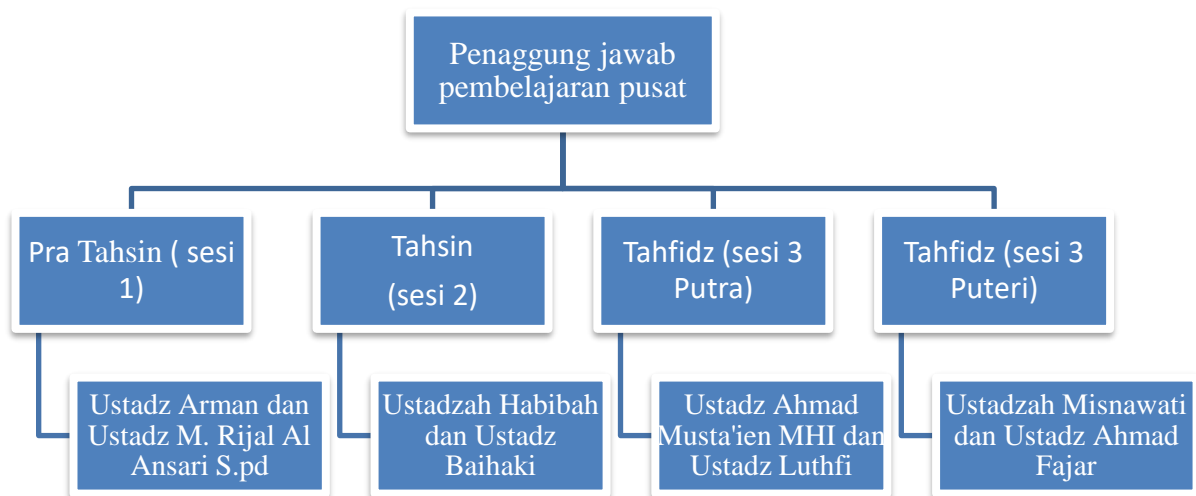 Penaggung jawab
pembelajaran pusat
Pra Tahsin ( sesi
1)
Tahsin
(sesi 2)
Tahfidz (sesi 3
Putra)
Tahfidz (sesi 3
Puteri)
Ustadz Arman dan
Ustadz M. Rijal Al
Ansari S.pd
Ustadzah Habibah
dan Ustadz
Baihaki
Ustadz Ahmad
Musta'ien MHI dan
Ustadz Luthfi
Ustadzah Misnawati
dan Ustadz Ahmad
Fajar